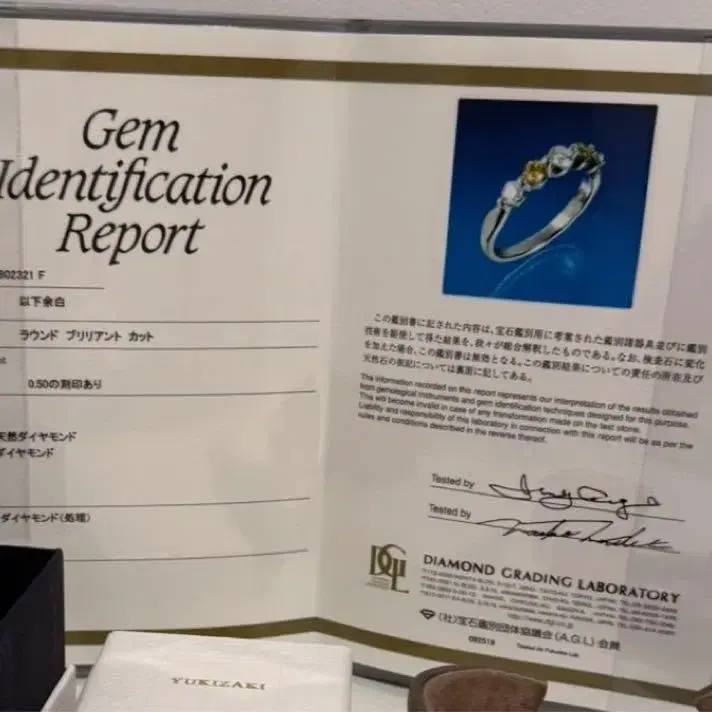 Gem
Identification
Report
802321 F
以下余白
ラウンド ブリリアント カット
0.50の刻印あり
天然ダイヤモンド
ダイヤモンド
ダイヤモンド(処理)
この鑑別書に記された内容は、宝石鑑別用に考案された鑑別諸器具並びに鑑別
技術を駆使して得た結果を、我々が総合解釈したものである。なお、検査石に変化
を加えた場合、この鑑別書は無効となる。この鑑別結果についての責任の所在及び
天然石の表記については裏面に記してある。
The information recorded on this report represents our interpretation of the results obtained
from gemological instruments and gem identification techniques designed for this purpose.
This will become invalid in case of any transformation made on the test stone.
Liability and responsibility of this laboratory in connection with this report will be as per the
rules and conditions described in the reverse thereof.
Tested by
Tested by
DGL
DIAMOND GRADING LABORATORY
(社)宝石鑑別団体協議会(A.G.L)会員
092519
YUKIZAKI